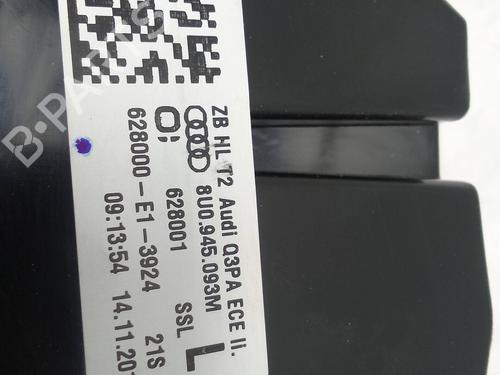 ZB HL T2 Audi Q3PA ECE li.
8U0.945.093M
628001 SSL L
628000-E1-3924 21S
09:13:54 14.11.201
B-PARTS